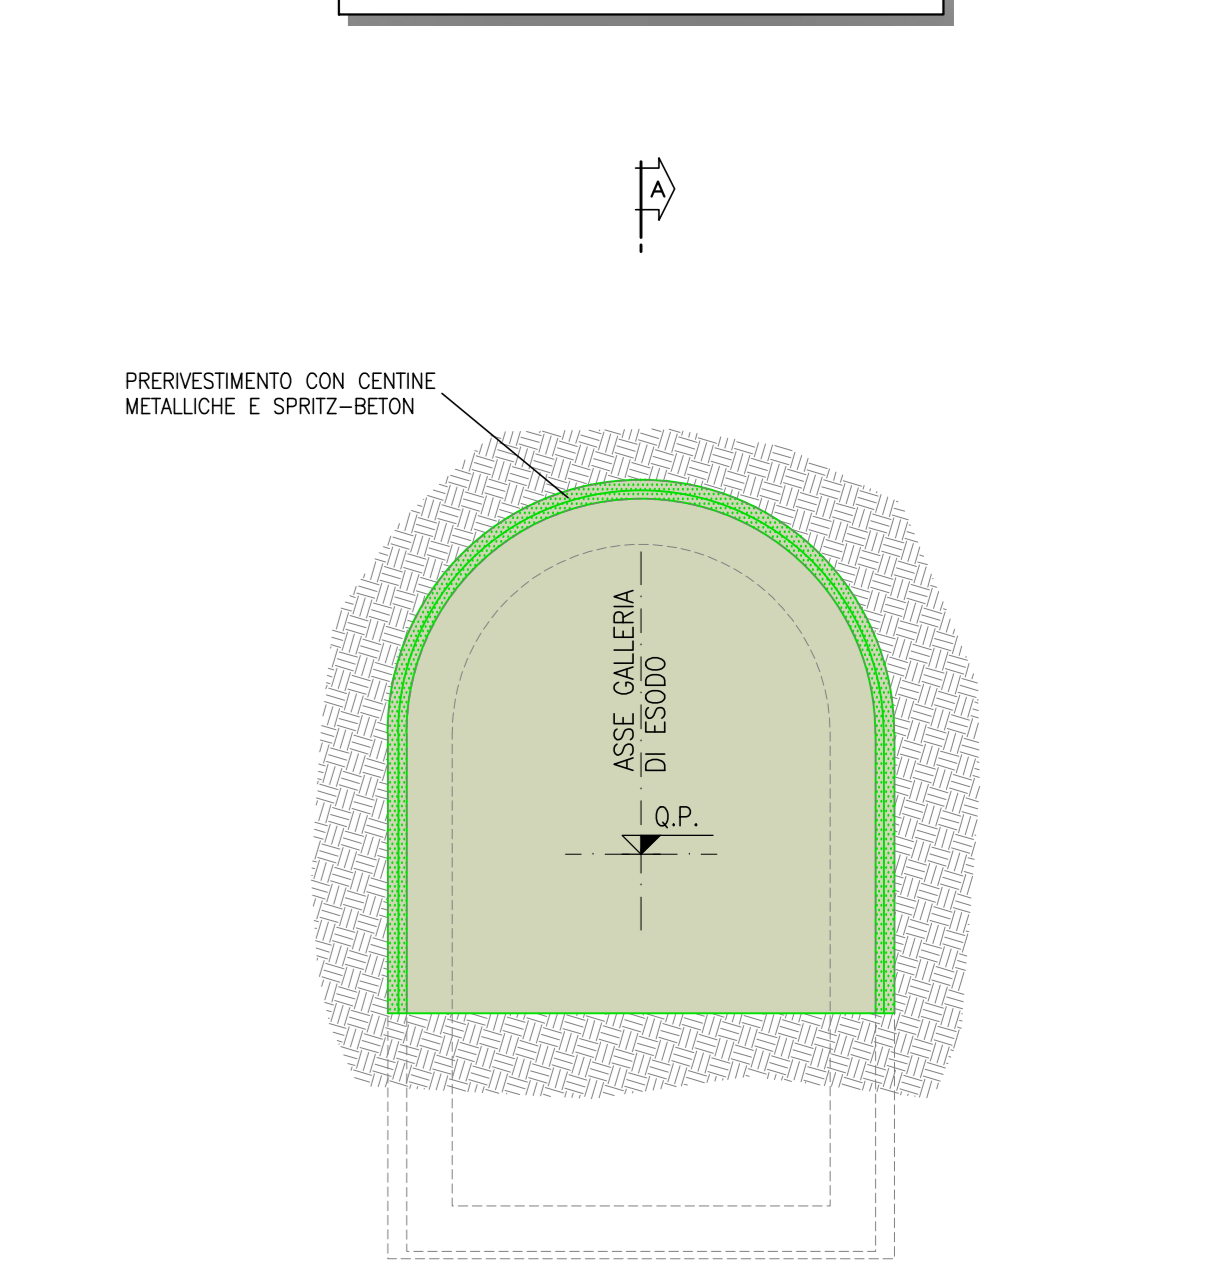 A
PRERIVESTIMENTO CON CENTINE
METALLICHE E SPRITZ-BETON
ASSE GALLERIA
DI ESODO
Q.P.